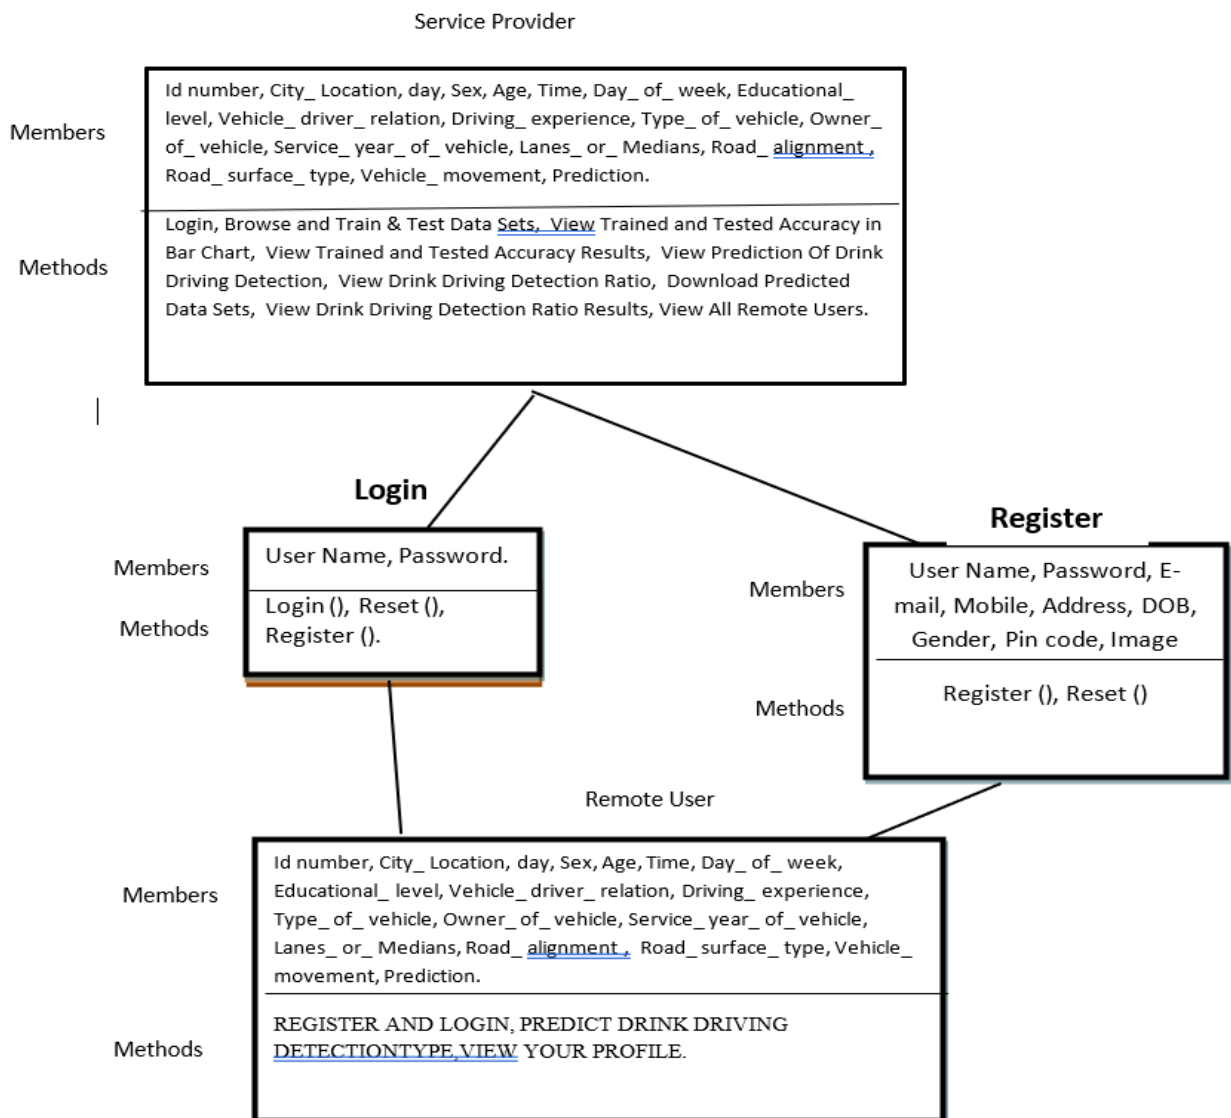 Service Provider
Members
Id number, City_ Location, day, Sex, Age, Time, Day_ of_ week, Educational_
level, Vehicle_ driver_ relation, Driving_ experience, Type_ of_ vehicle, Owner_
of_ vehicle, Service_ year_ of_ vehicle, Lanes_ or_ Medians, Road_ alignment ,
Road_ surface_ type, Vehicle_ movement, Prediction.
Methods
Login, Browse and Train & Test Data Sets,  View Trained and Tested Accuracy in
Bar Chart,  View Trained and Tested Accuracy Results,  View Prediction Of Drink
Driving Detection,  View Drink Driving Detection Ratio,  Download Predicted
Data Sets,  View Drink Driving Detection Ratio Results, View All Remote Users.
Login
Members
User Name, Password.
Methods
Login (), Reset (),
Register ().
Register
Members
User Name, Password, E-
mail, Mobile, Address, DOB,
Gender, Pin code, Image
Methods
Register (), Reset ()
Remote User
Members
Id number, City_ Location, day, Sex, Age, Time, Day_ of_ week,
Educational_ level, Vehicle_ driver_ relation, Driving_ experience,
Type_ of_ vehicle, Owner_ of_ vehicle, Service_ year_ of_ vehicle,
Lanes_ or_ Medians, Road_ alignment ,  Road_ surface_ type, Vehicle_
movement, Prediction.
Methods
REGISTER AND LOGIN, PREDICT DRINK DRIVING
DETECTIONTYPE,VIEW YOUR PROFILE.